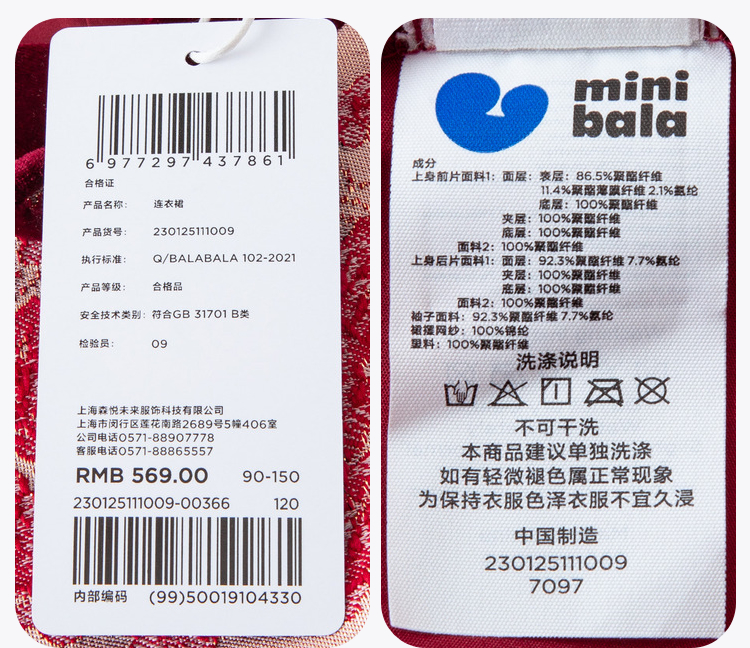 6 977297 437861
合格证
产品名称: 连衣裙
产品货号: 230125111009
执行标准: Q/BALABALA 102-2021
产品等级: 合格品
安全技术类别: 符合GB 31701 B类
检验员: 09
上海森悦未来服饰科技有限公司
上海市闵行区莲花南路2689号5幢406室
公司电话0571-88907778
客服电话0571-88865557
RMB 569.00 90-150
230125111009-00366 120
内部编码 (99)50019104330
mini
bala
成分
上身前片面料1: 面层: 表层: 86.5%聚酯纤维
11.4%聚酯薄膜纤维 2.1%氨纶
底层: 100%聚酯纤维
夹层: 100%聚酯纤维
底层: 100%聚酯纤维
面料2: 100%聚酯纤维
上身后片面料1: 面层: 92.3%聚酯纤维 7.7%氨纶
夹层: 100%聚酯纤维
底层: 100%聚酯纤维
面料2: 100%聚酯纤维
袖子面料: 92.3%聚酯纤维 7.7%氨纶
裙摆网纱: 100%锦纶
里料: 100%聚酯纤维
洗涤说明
不可干洗
本商品建议单独洗涤
如有轻微褪色属正常现象
为保持衣服色泽衣服不宜久浸
中国制造
230125111009
7097